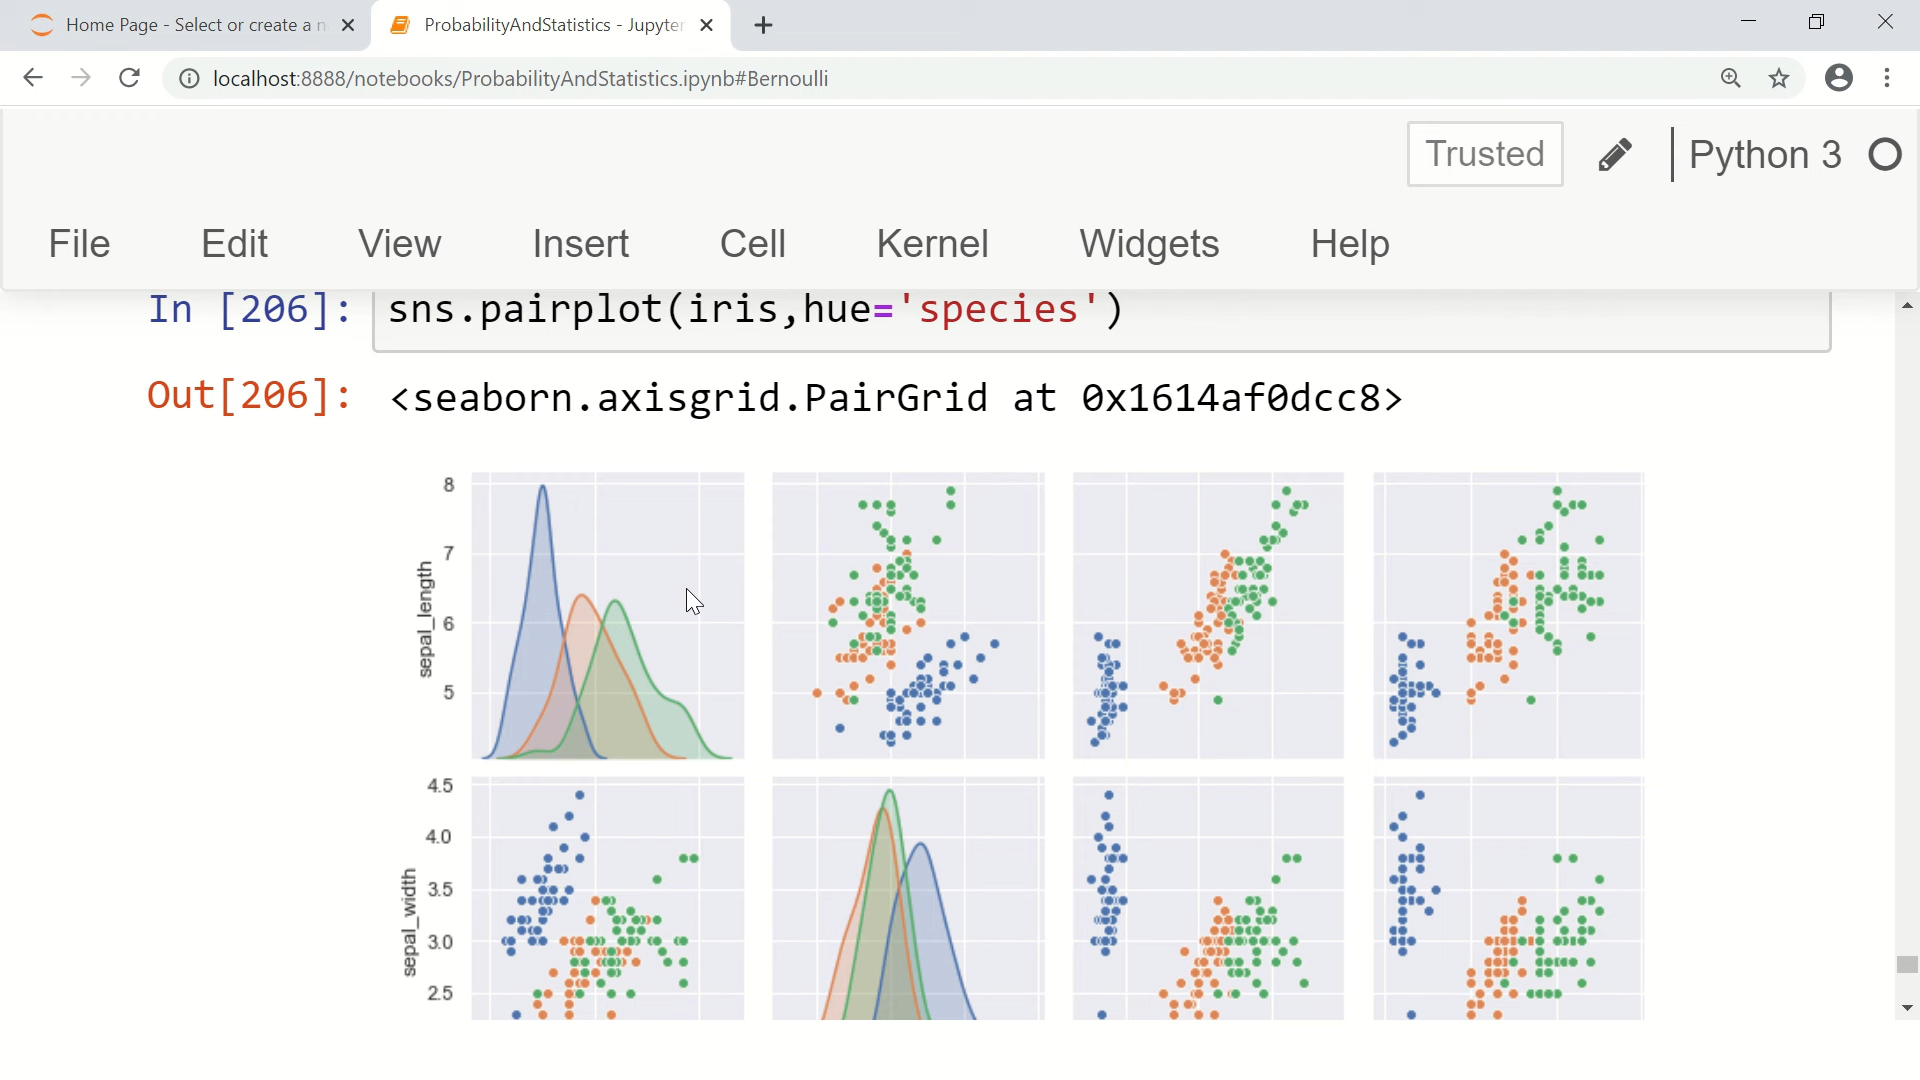 Home Page - Select or create a n
ProbabilityAndStatistics - Jupyter
localhost:8888/notebooks/ProbabilityAndStatistics.ipynb#Bernoulli
Trusted
Python 3
File Edit View Insert Cell Kernel Widgets Help
In [206]: sns.pairplot(iris,hue='species')
Out[206]: <seaborn.axisgrid.PairGrid at 0x1614af0dcc8>
8
7
6
5
sepal_length
4.5
4.0
3.5
3.0
2.5
sepal_width